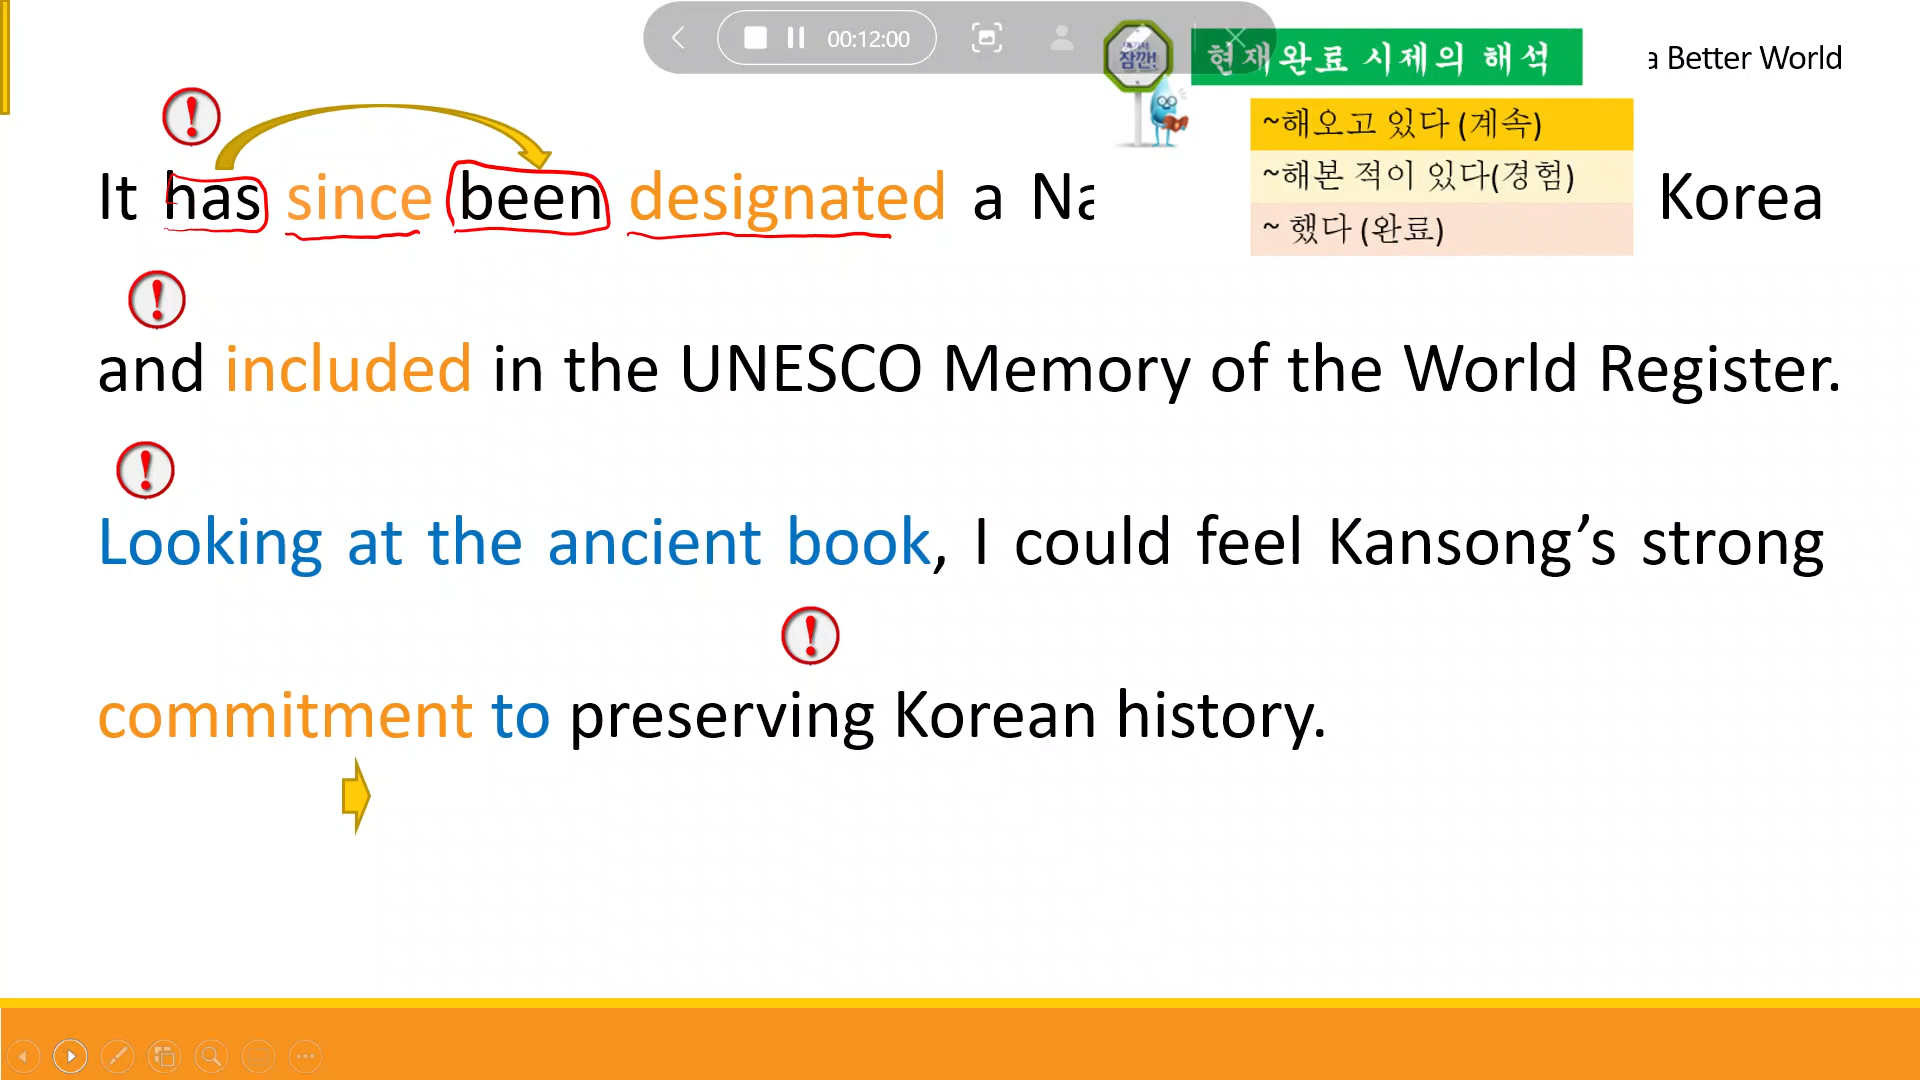 00:12:00
잠깐!
현재완료 시제의 해석
a Better World
~해오고 있다 (계속)
~해본 적이 있다(경험)
~ 했다 (완료)
It has since been designated a Na Korea
and included in the UNESCO Memory of the World Register.
Looking at the ancient book, I could feel Kansong’s strong
commitment to preserving Korean history.